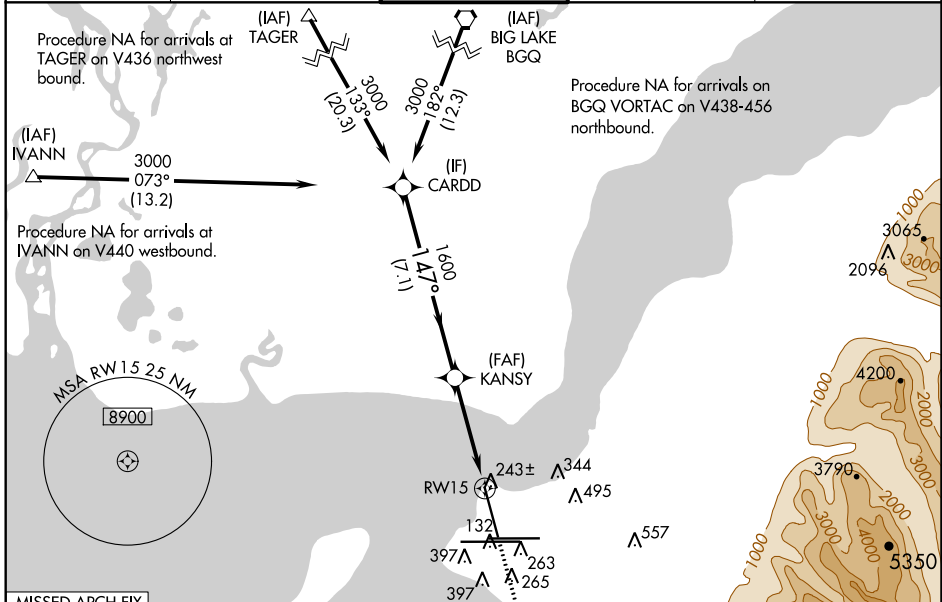 (IAF)
TAGER
(IAF)
BIG LAKE
BGQ
Procedure NA for arrivals at
TAGER on V436 northwest
bound.
Procedure NA for arrivals on
BGQ VORTAC on V438-456
northbound.
3000
133°
(20.3)
3000
182°
(12.3)
(IAF)
IVANN
3000
073°
(13.2)
(IF)
CARDD
Procedure NA for arrivals at
IVANN on V440 westbound.
1600
147°
(7.1)
1000
3065
3000
2096
(FAF)
KANSY
MSA RW15 25 NM
8900
4200
1000
2000
3000
RW15
243±
344
495
3790
2000
3000
4000
132
397
263
557
1000
5350
397
265
MISSED APCH FIX